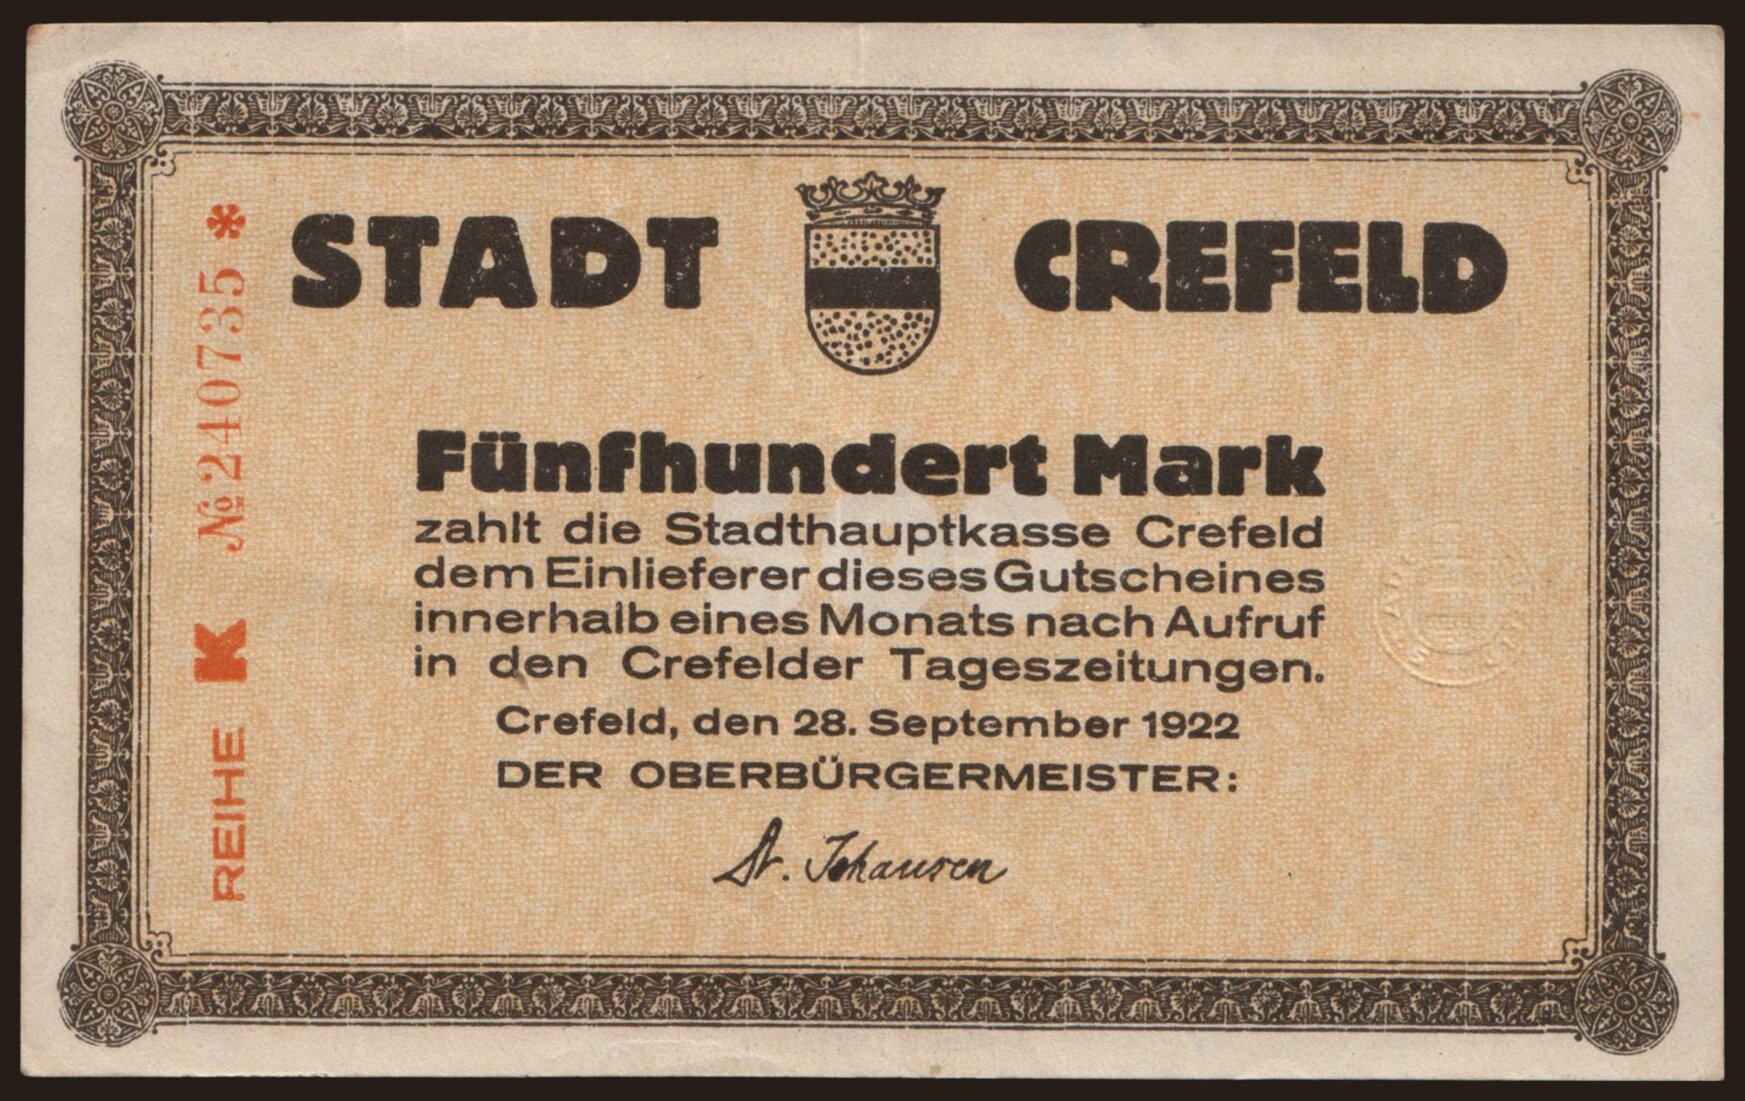 STADT CREFELD
Fünfhundert Mark
zahlt die Stadthauptkasse Crefeld
dem Einlieferer dieses Gutscheines
innerhalb eines Monats nach Aufruf
in den Crefelder Tageszeitungen.
Crefeld, den 28. September 1922
DER OBERBÜRGERMEISTER:
Dr. Johansen
REIHE K №240735 *
500